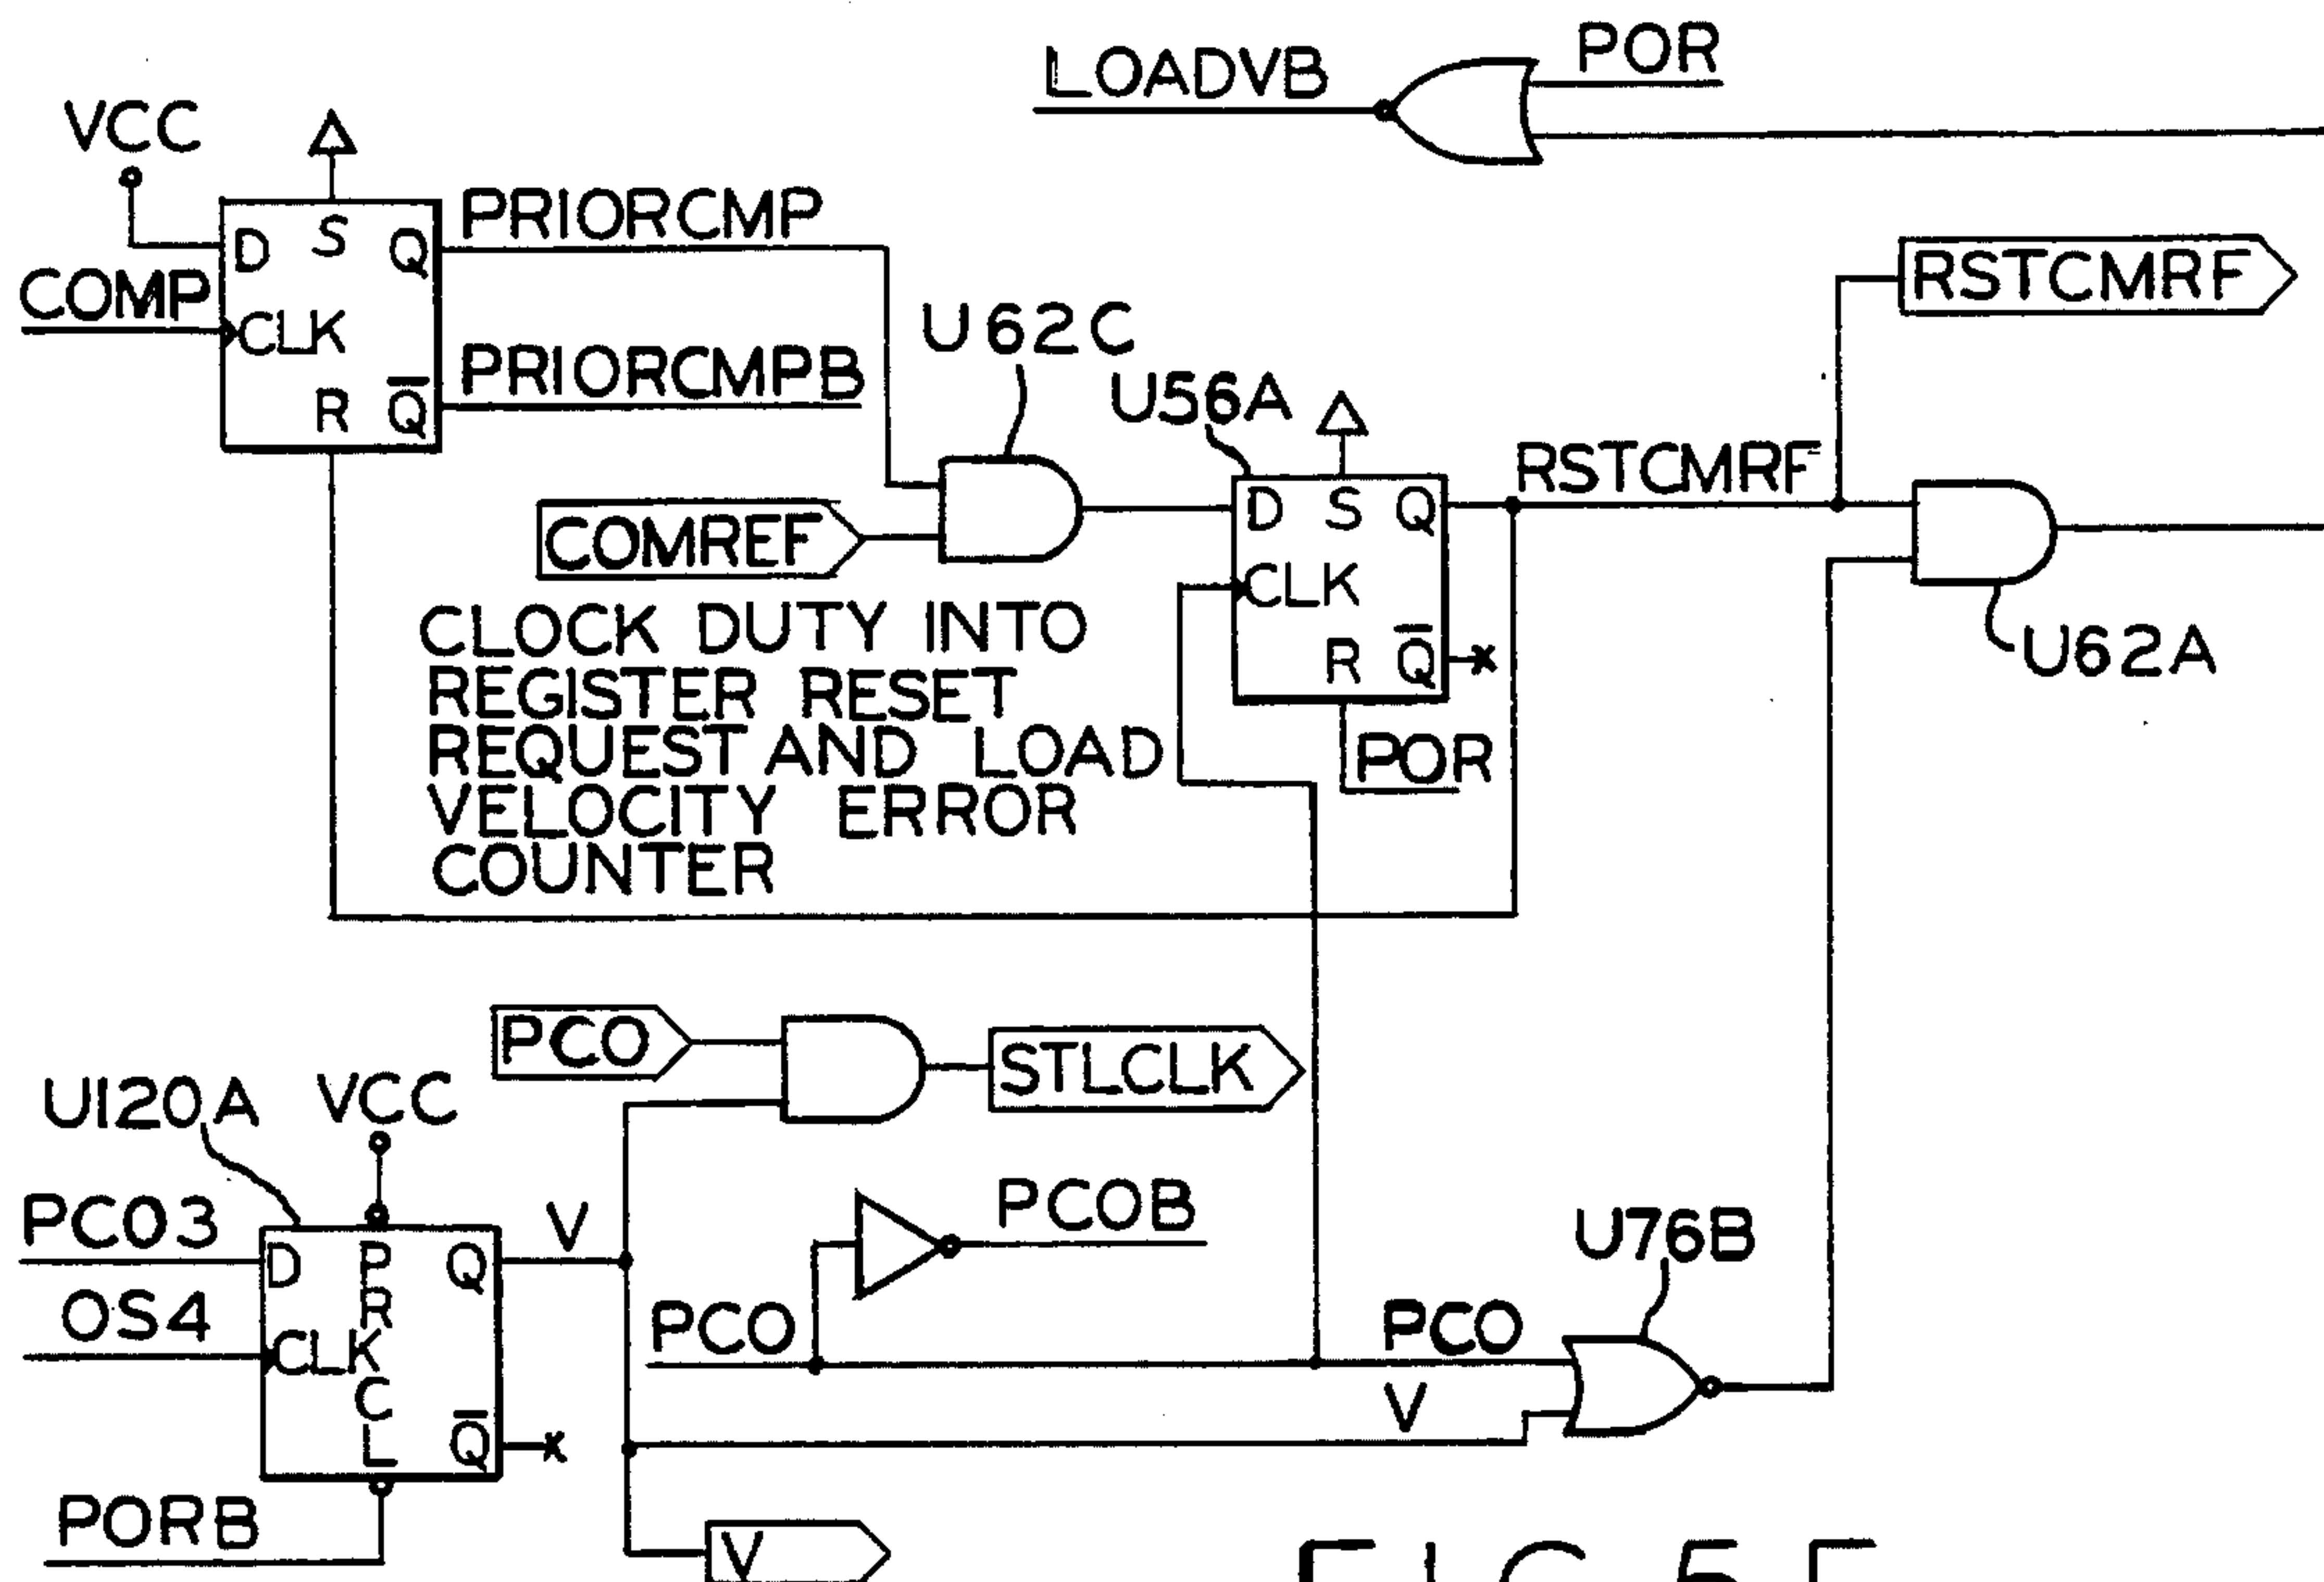 LOADVB
POR
VCC
D S Q
PRIORCMP
COMP
CLK
R Q̅
PRIORCMPB
U62C
U56A
RSTCMRF
COMREF
D S Q
CLK
R Q̅
RSTCMRF
POR
U62A
CLOCK DUTY INTO
REGISTER RESET
REQUEST AND LOAD
VELOCITY ERROR
COUNTER
PCO
STLCLK
U120A
VCC
PCO3
D PR Q
V
OS4
CLK
CL Q̅
PORB
PCOB
PCO
PCO
V
U76B
V